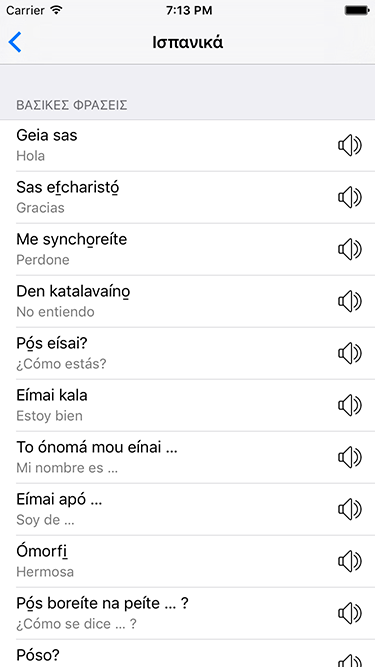 Carrier 7:13 PM
Ισπανικά
ΒΑΣΙΚΕΣ ΦΡΑΣΕΙΣ
Geia sas
Hola
Sas ef̱charistó̱
Gracias
Me syncho̱reíte
Perdone
Den katalavaíno̱
No entiendo
Pó̱s eísai?
¿Cómo estás?
Eímai kala
Estoy bien
To ónomá mou eínai ...
Mi nombre es ...
Eímai apó ...
Soy de ...
Ómorfi̱
Hermosa
Pó̱s boreíte na peíte ... ?
¿Cómo se dice ... ?
Póso?